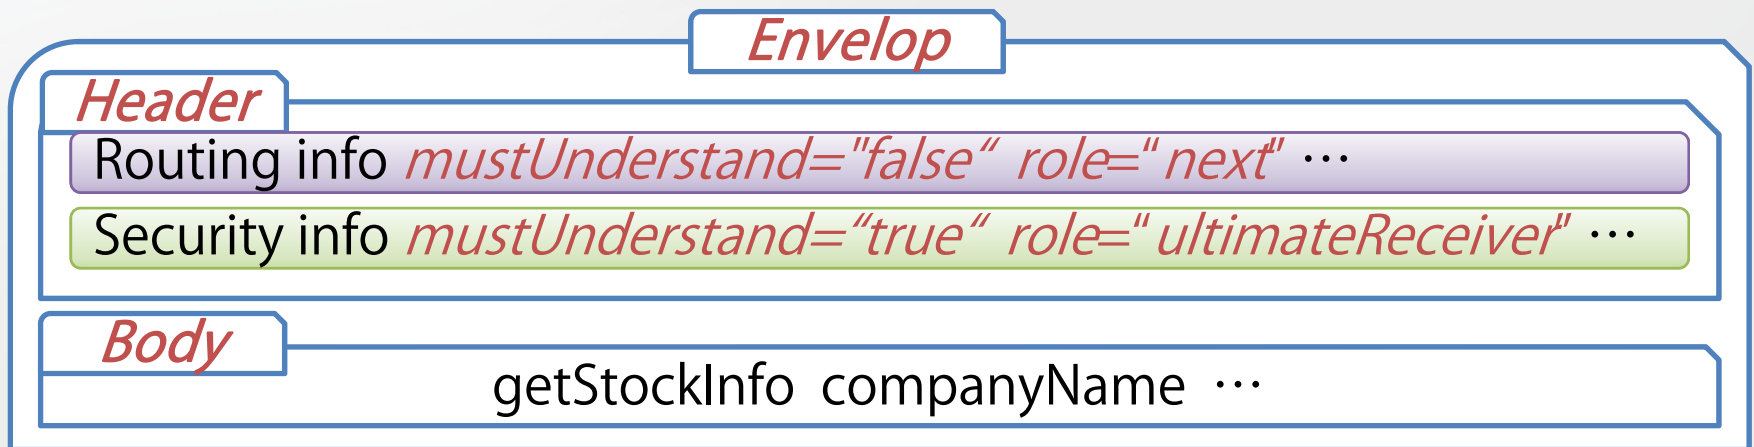 Envelop
Header
Routing info mustUnderstand="false“ role="next" ⋯
Security info mustUnderstand=“true“ role="ultimateReceiver" ⋯
Body
getStockInfo companyName ⋯